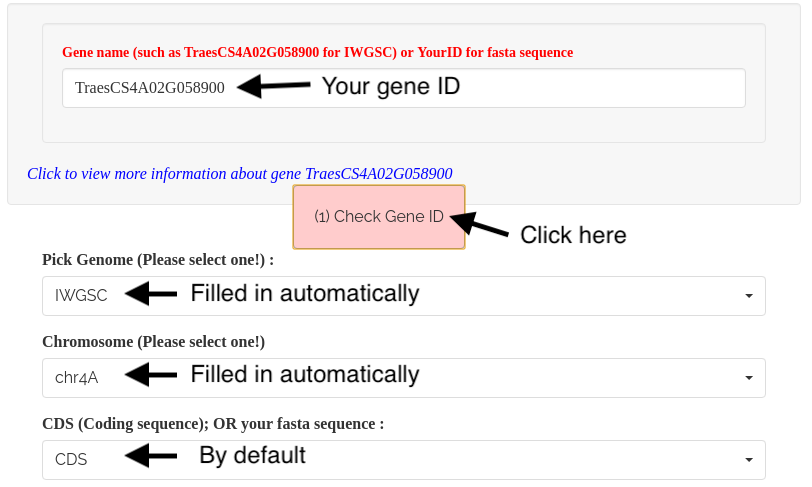 Gene name (such as TraesCS4A02G058900 for IWGSC) or YourID for fasta sequence
TraesCS4A02G058900 Your gene ID
Click to view more information about gene TraesCS4A02G058900
(1) Check Gene ID
Click here
Pick Genome (Please select one!) :
IWGSC Filled in automatically
Chromosome (Please select one!)
chr4A Filled in automatically
CDS (Coding sequence); OR your fasta sequence :
CDS By default